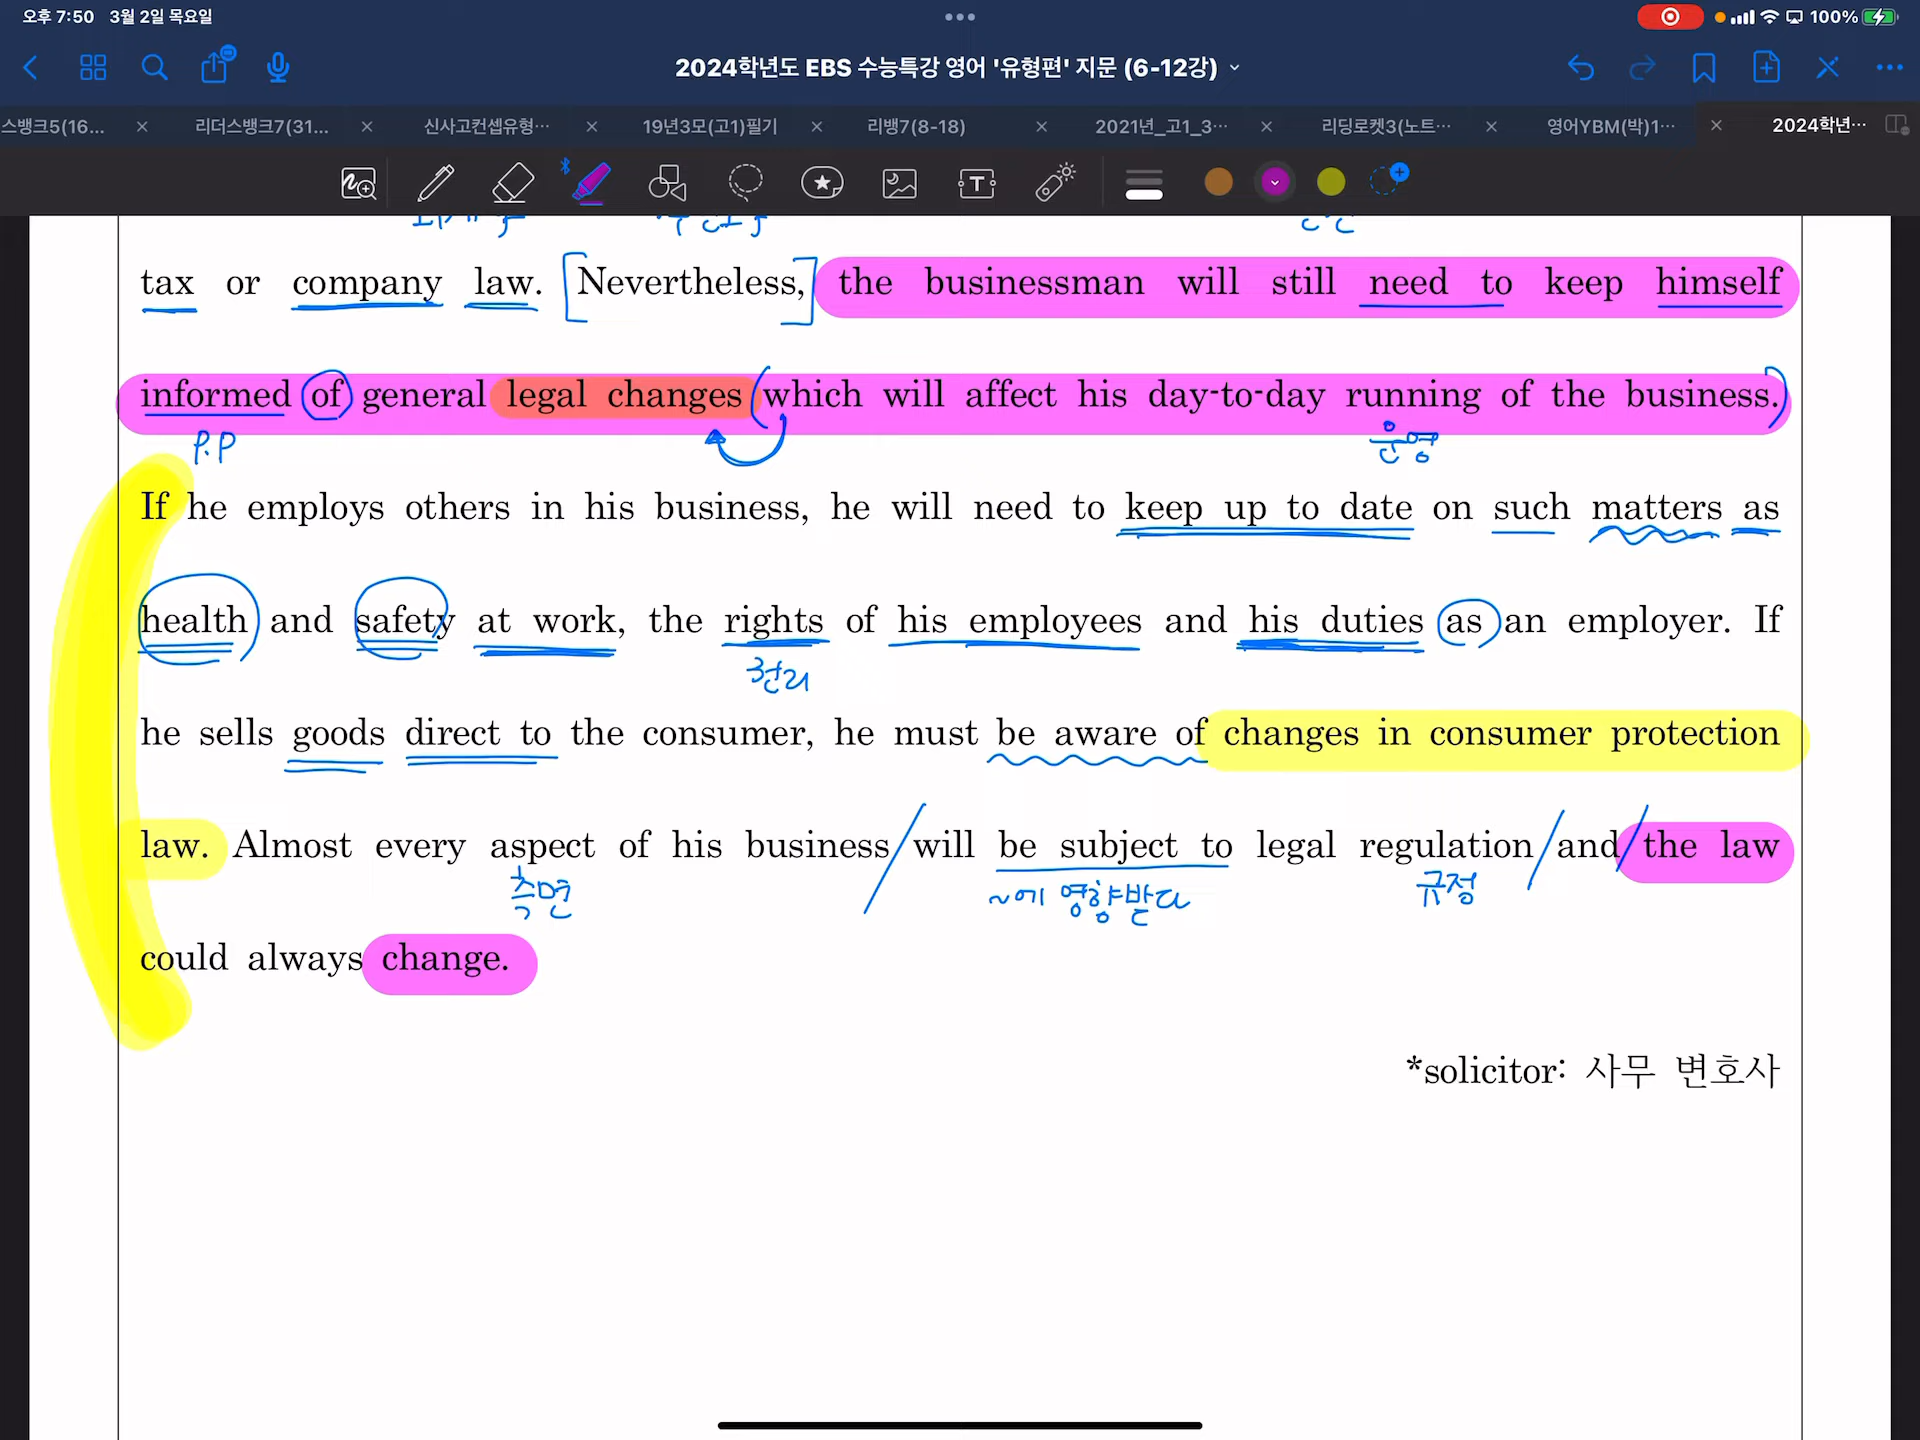 오후 7:50 3월 2일 목요일
100%
2024학년도 EBS 수능특강 영어 '유형편' 지문 (6-12강)
스뱅크5(16... 리더스뱅크7(31... 신사고컨셉유형... 19년3모(고1)필기 리뱅7(8-18) 2021년_고1_3... 리딩로켓3(노트... 영어YBM(박)1... 2024학년...
tax or company law. [Nevertheless,] the businessman will still need to keep himself
informed of general legal changes (which will affect his day-to-day running of the business.)
P.P 운영
If he employs others in his business, he will need to keep up to date on such matters as
health and safety at work, the rights of his employees and his duties as an employer. If
권리
he sells goods direct to the consumer, he must be aware of changes in consumer protection
law. Almost every aspect of his business / will be subject to legal regulation / and / the law
측면 ~에 영향받다 규정
could always change.
*solicitor: 사무 변호사